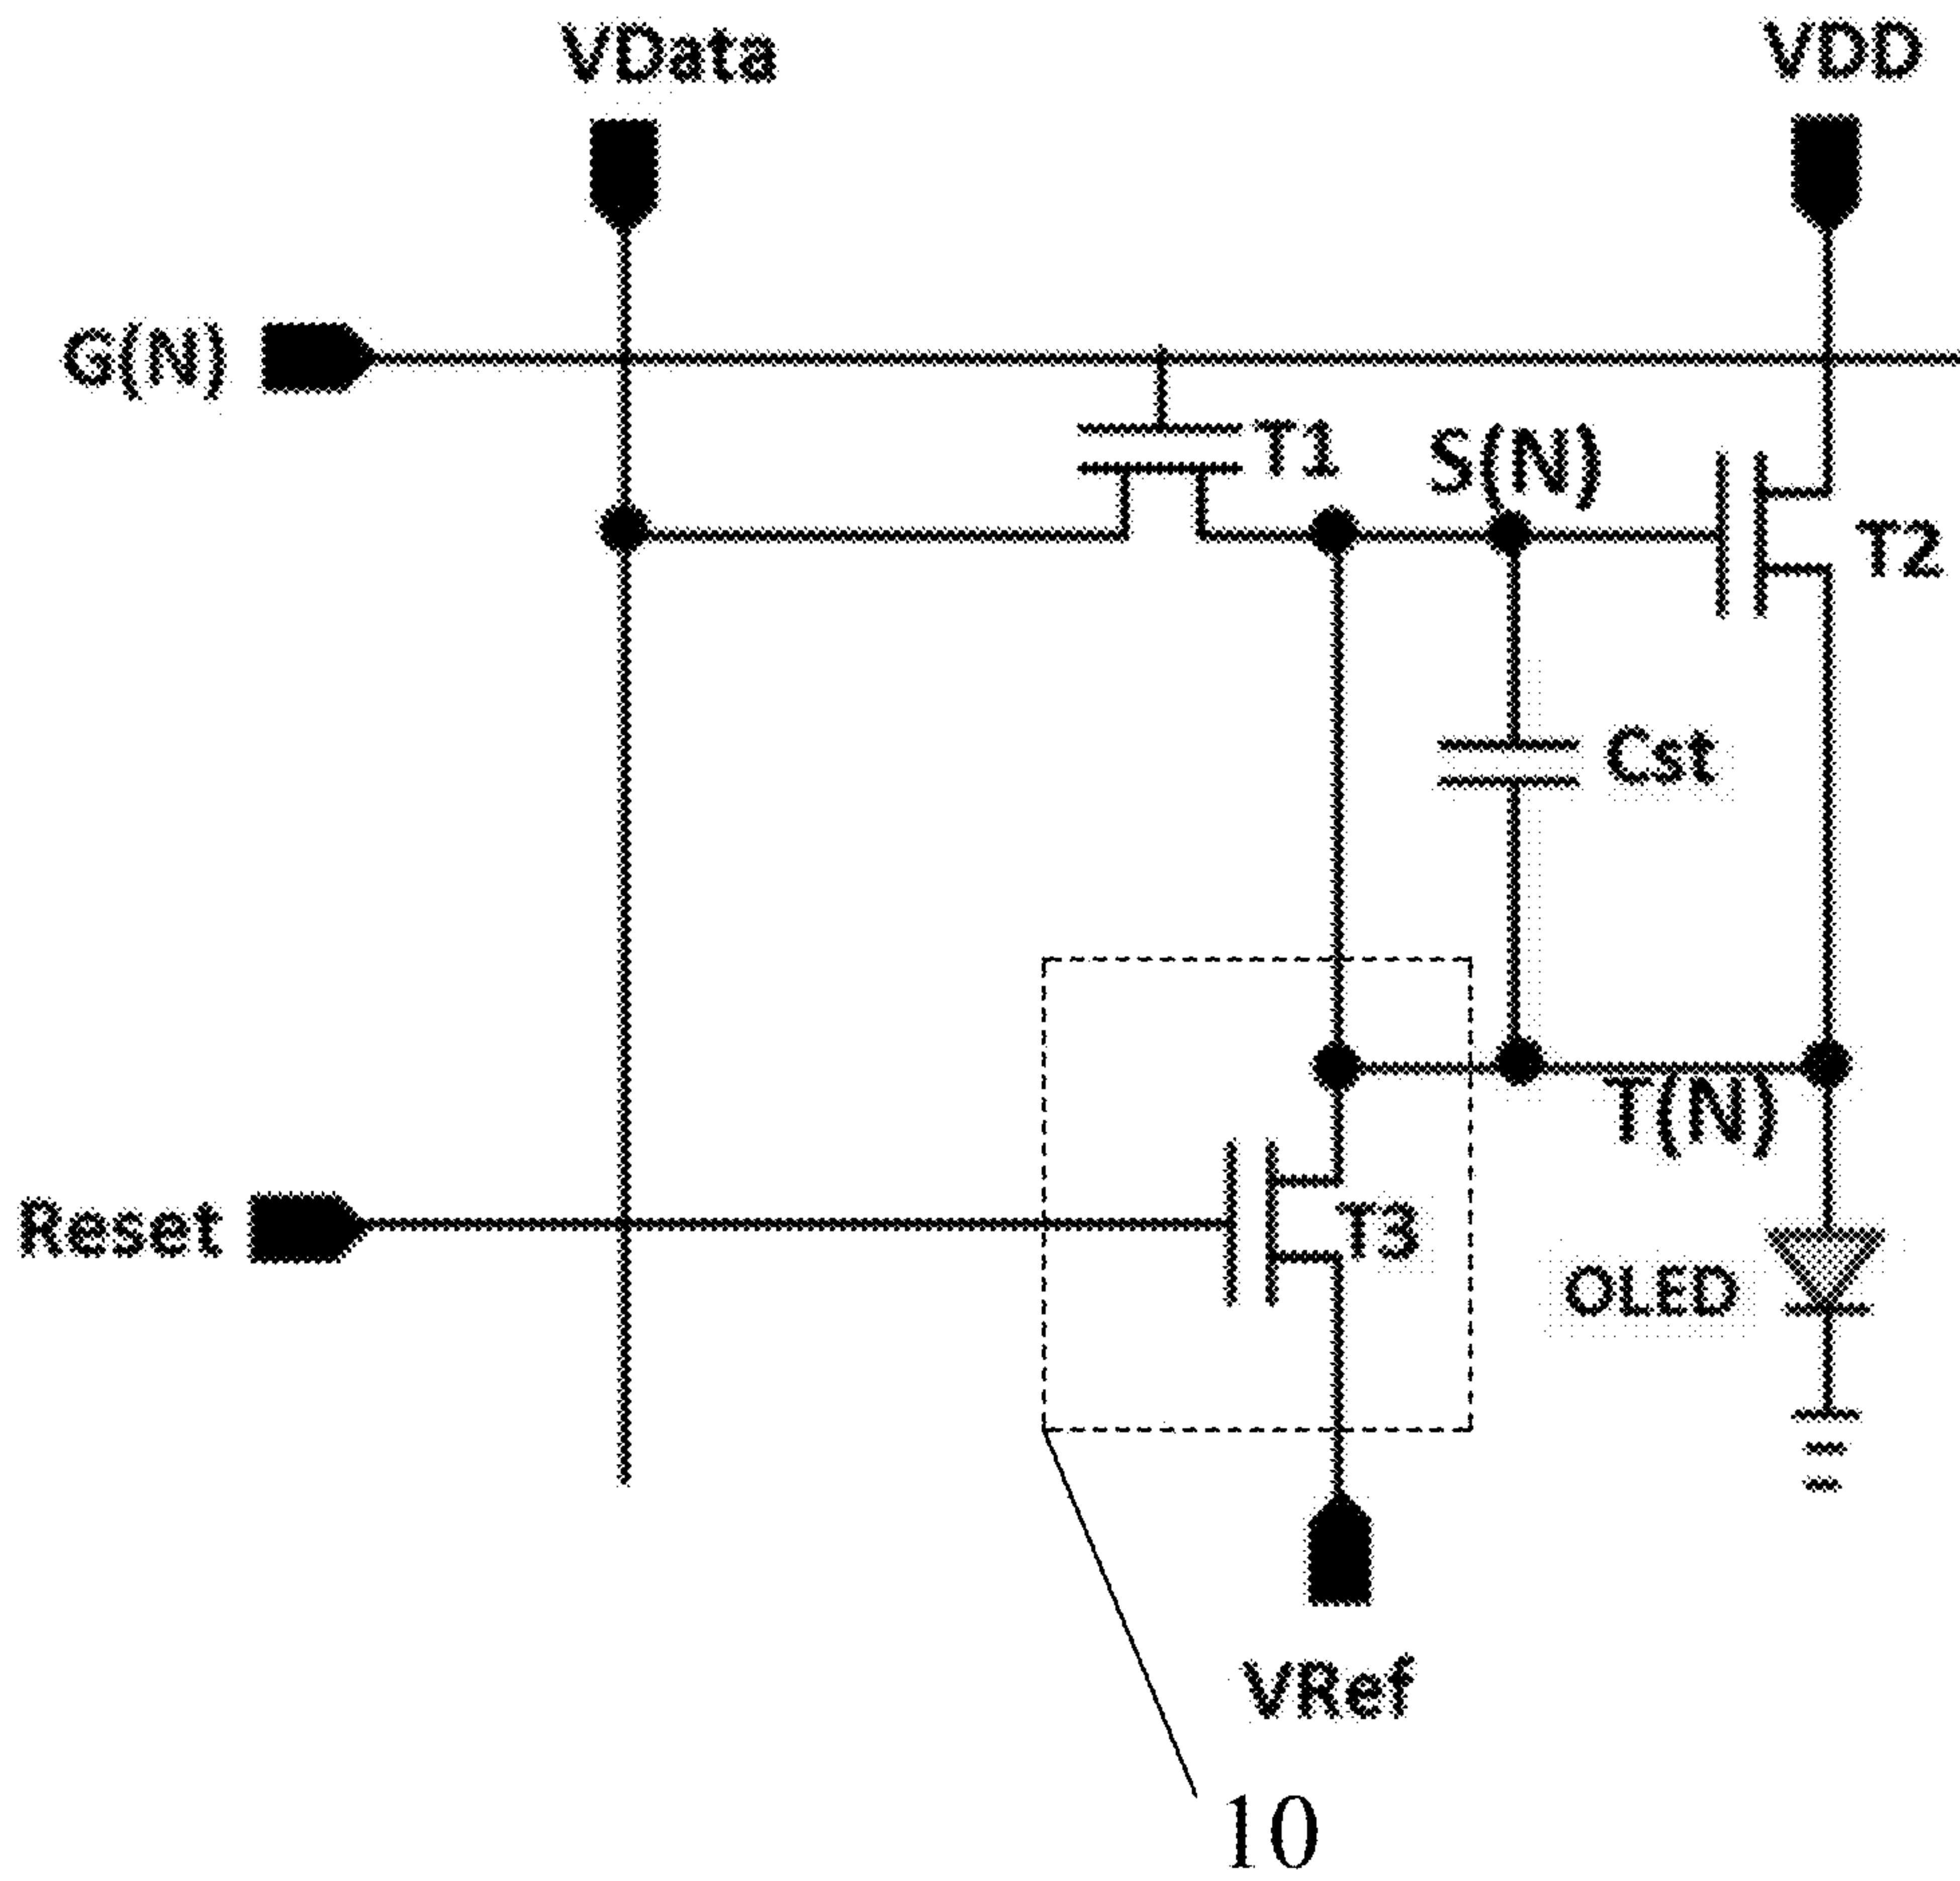 VData
VDD
G(N)
T1
S(N)
T2
Cst
T(N)
Reset
T3
OLED
VRef
10